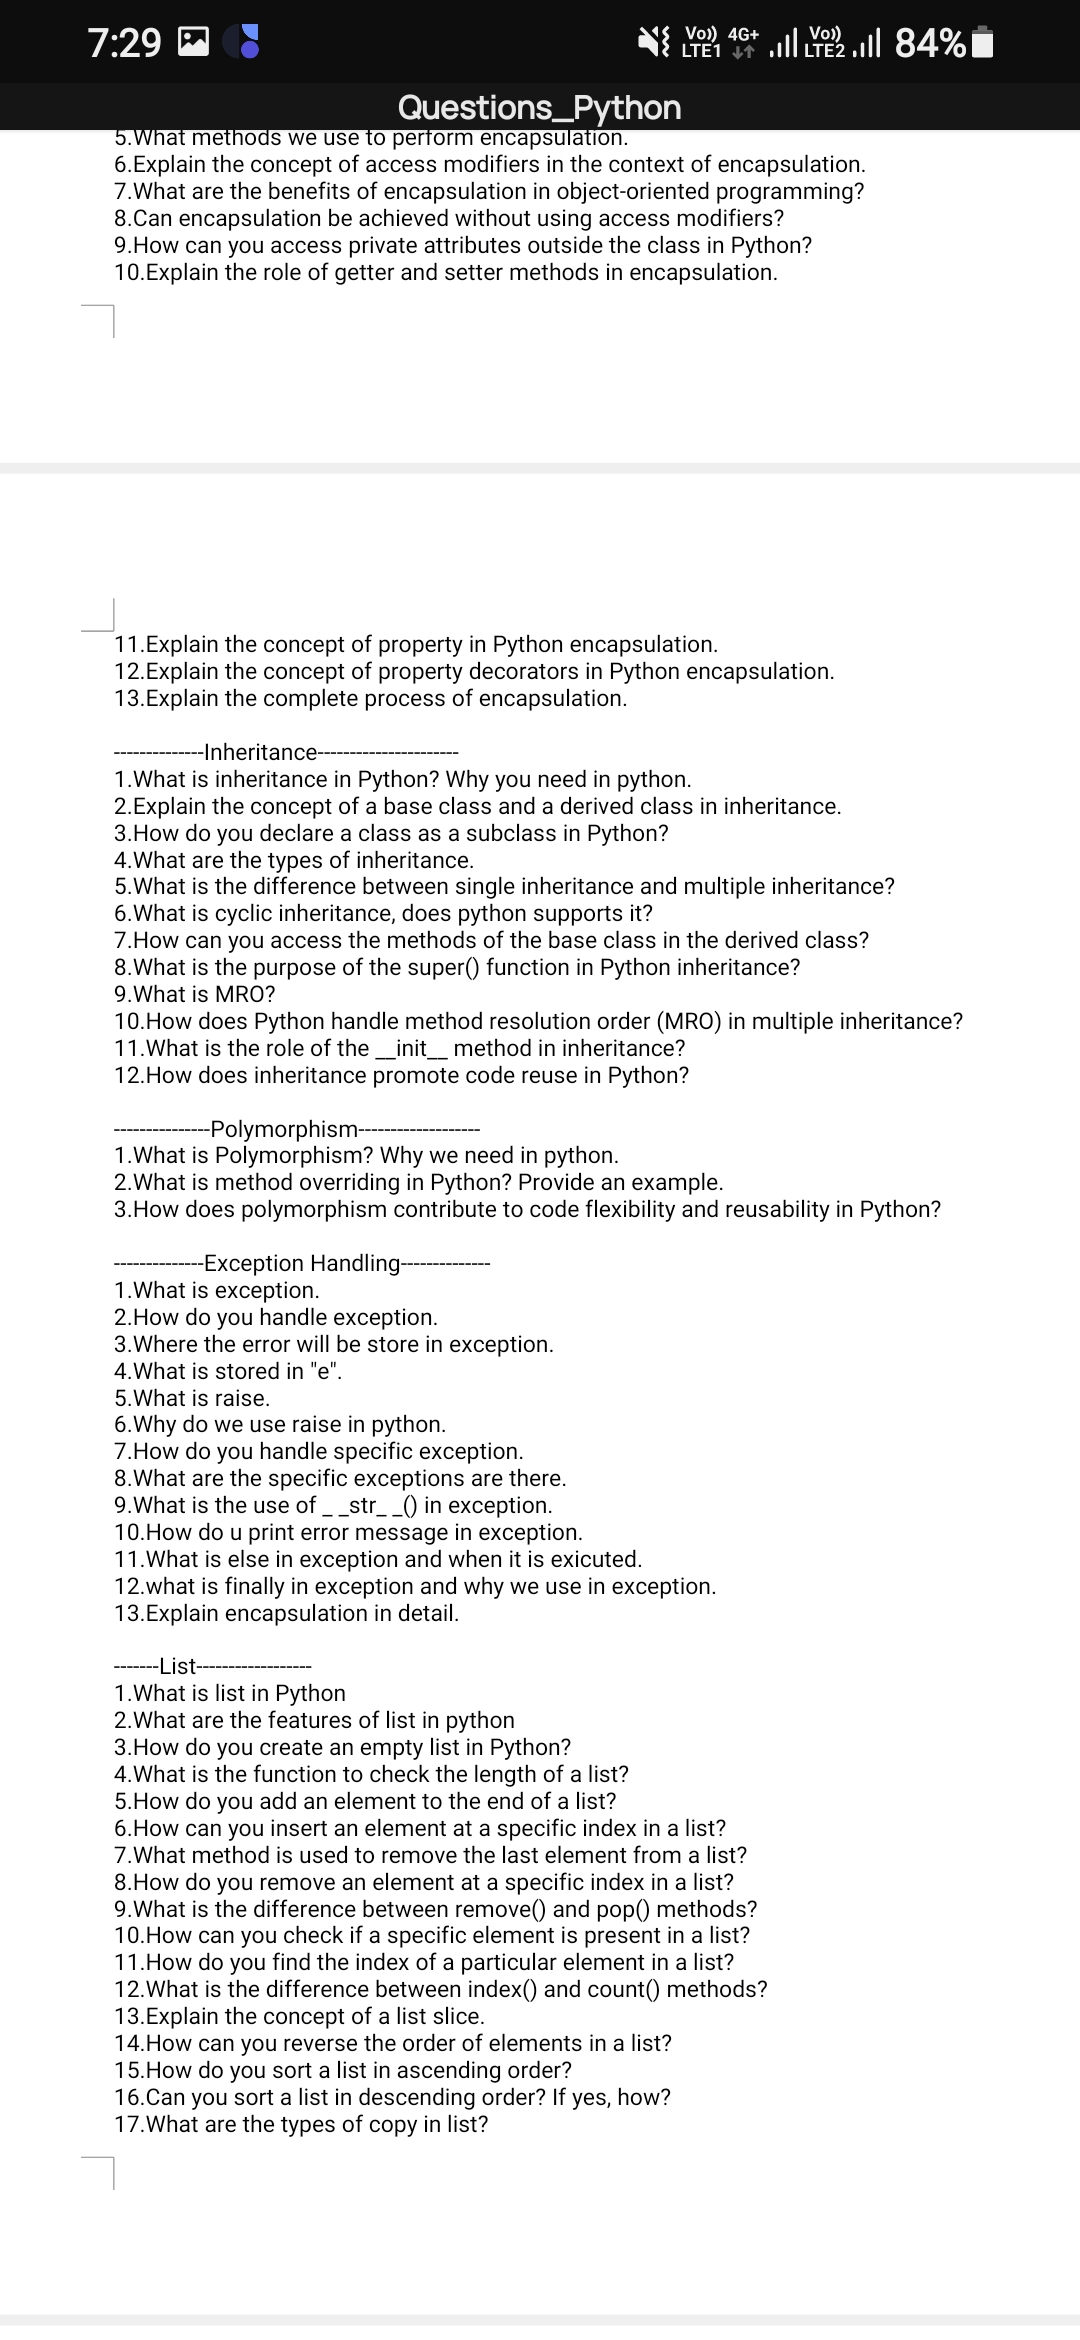 7:29
Vo)) LTE1 4G+ Vo)) LTE2 84%
Questions_Python
5.What methods we use to perform encapsulation.
6.Explain the concept of access modifiers in the context of encapsulation.
7.What are the benefits of encapsulation in object-oriented programming?
8.Can encapsulation be achieved without using access modifiers?
9.How can you access private attributes outside the class in Python?
10.Explain the role of getter and setter methods in encapsulation.
11.Explain the concept of property in Python encapsulation.
12.Explain the concept of property decorators in Python encapsulation.
13.Explain the complete process of encapsulation.
--------------Inheritance----------------------
1.What is inheritance in Python? Why you need in python.
2.Explain the concept of a base class and a derived class in inheritance.
3.How do you declare a class as a subclass in Python?
4.What are the types of inheritance.
5.What is the difference between single inheritance and multiple inheritance?
6.What is cyclic inheritance, does python supports it?
7.How can you access the methods of the base class in the derived class?
8.What is the purpose of the super() function in Python inheritance?
9.What is MRO?
10.How does Python handle method resolution order (MRO) in multiple inheritance?
11.What is the role of the __init__ method in inheritance?
12.How does inheritance promote code reuse in Python?
---------------Polymorphism-------------------
1.What is Polymorphism? Why we need in python.
2.What is method overriding in Python? Provide an example.
3.How does polymorphism contribute to code flexibility and reusability in Python?
--------------Exception Handling--------------
1.What is exception.
2.How do you handle exception.
3.Where the error will be store in exception.
4.What is stored in "e".
5.What is raise.
6.Why do we use raise in python.
7.How do you handle specific exception.
8.What are the specific exceptions are there.
9.What is the use of _ _str_ _() in exception.
10.How do u print error message in exception.
11.What is else in exception and when it is exicuted.
12.what is finally in exception and why we use in exception.
13.Explain encapsulation in detail.
-------List------------------
1.What is list in Python
2.What are the features of list in python
3.How do you create an empty list in Python?
4.What is the function to check the length of a list?
5.How do you add an element to the end of a list?
6.How can you insert an element at a specific index in a list?
7.What method is used to remove the last element from a list?
8.How do you remove an element at a specific index in a list?
9.What is the difference between remove() and pop() methods?
10.How can you check if a specific element is present in a list?
11.How do you find the index of a particular element in a list?
12.What is the difference between index() and count() methods?
13.Explain the concept of a list slice.
14.How can you reverse the order of elements in a list?
15.How do you sort a list in ascending order?
16.Can you sort a list in descending order? If yes, how?
17.What are the types of copy in list?